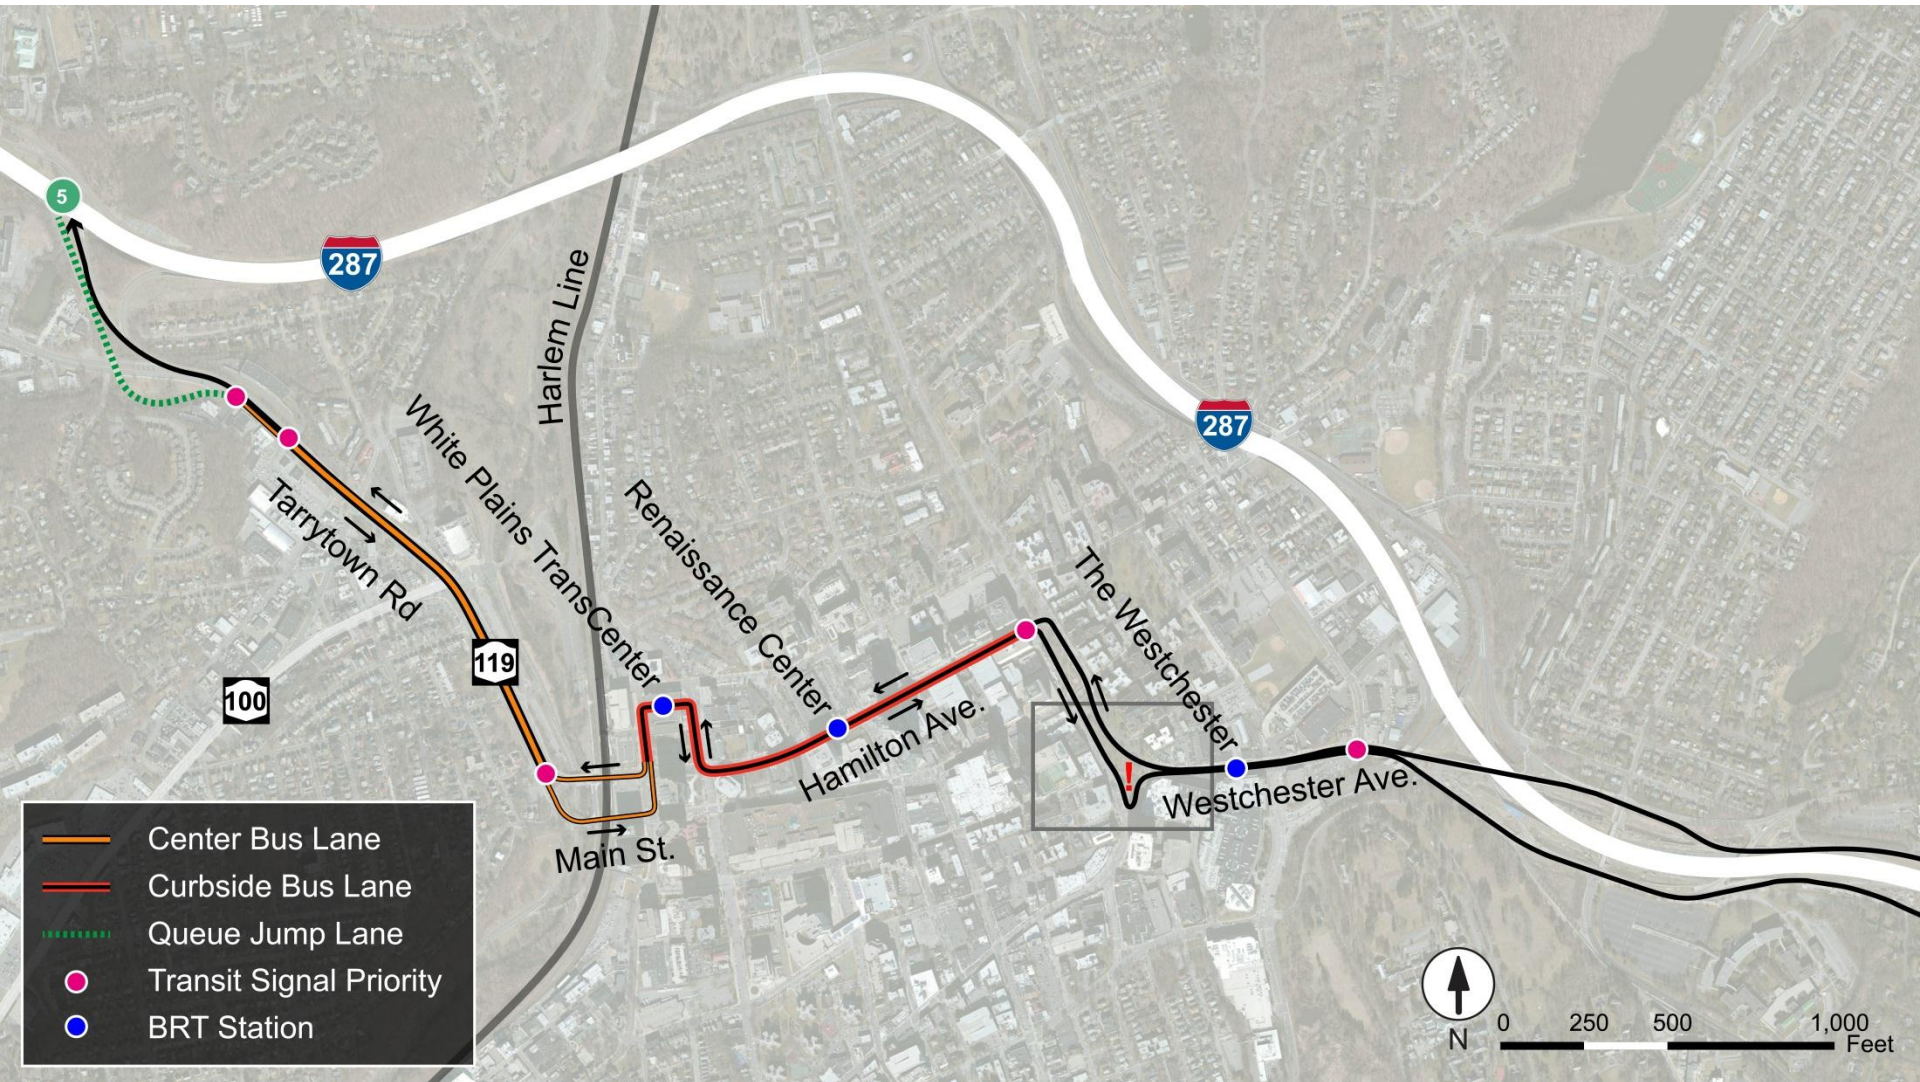 5
287
Harlem Line
287
White Plains TransCenter
Renaissance Center
Tarrytown Rd
The Westchester
119
100
Hamilton Ave.
Westchester Ave.
!
Main St.
Center Bus Lane
Curbside Bus Lane
Queue Jump Lane
Transit Signal Priority
BRT Station
N
0 250 500 1,000
Feet